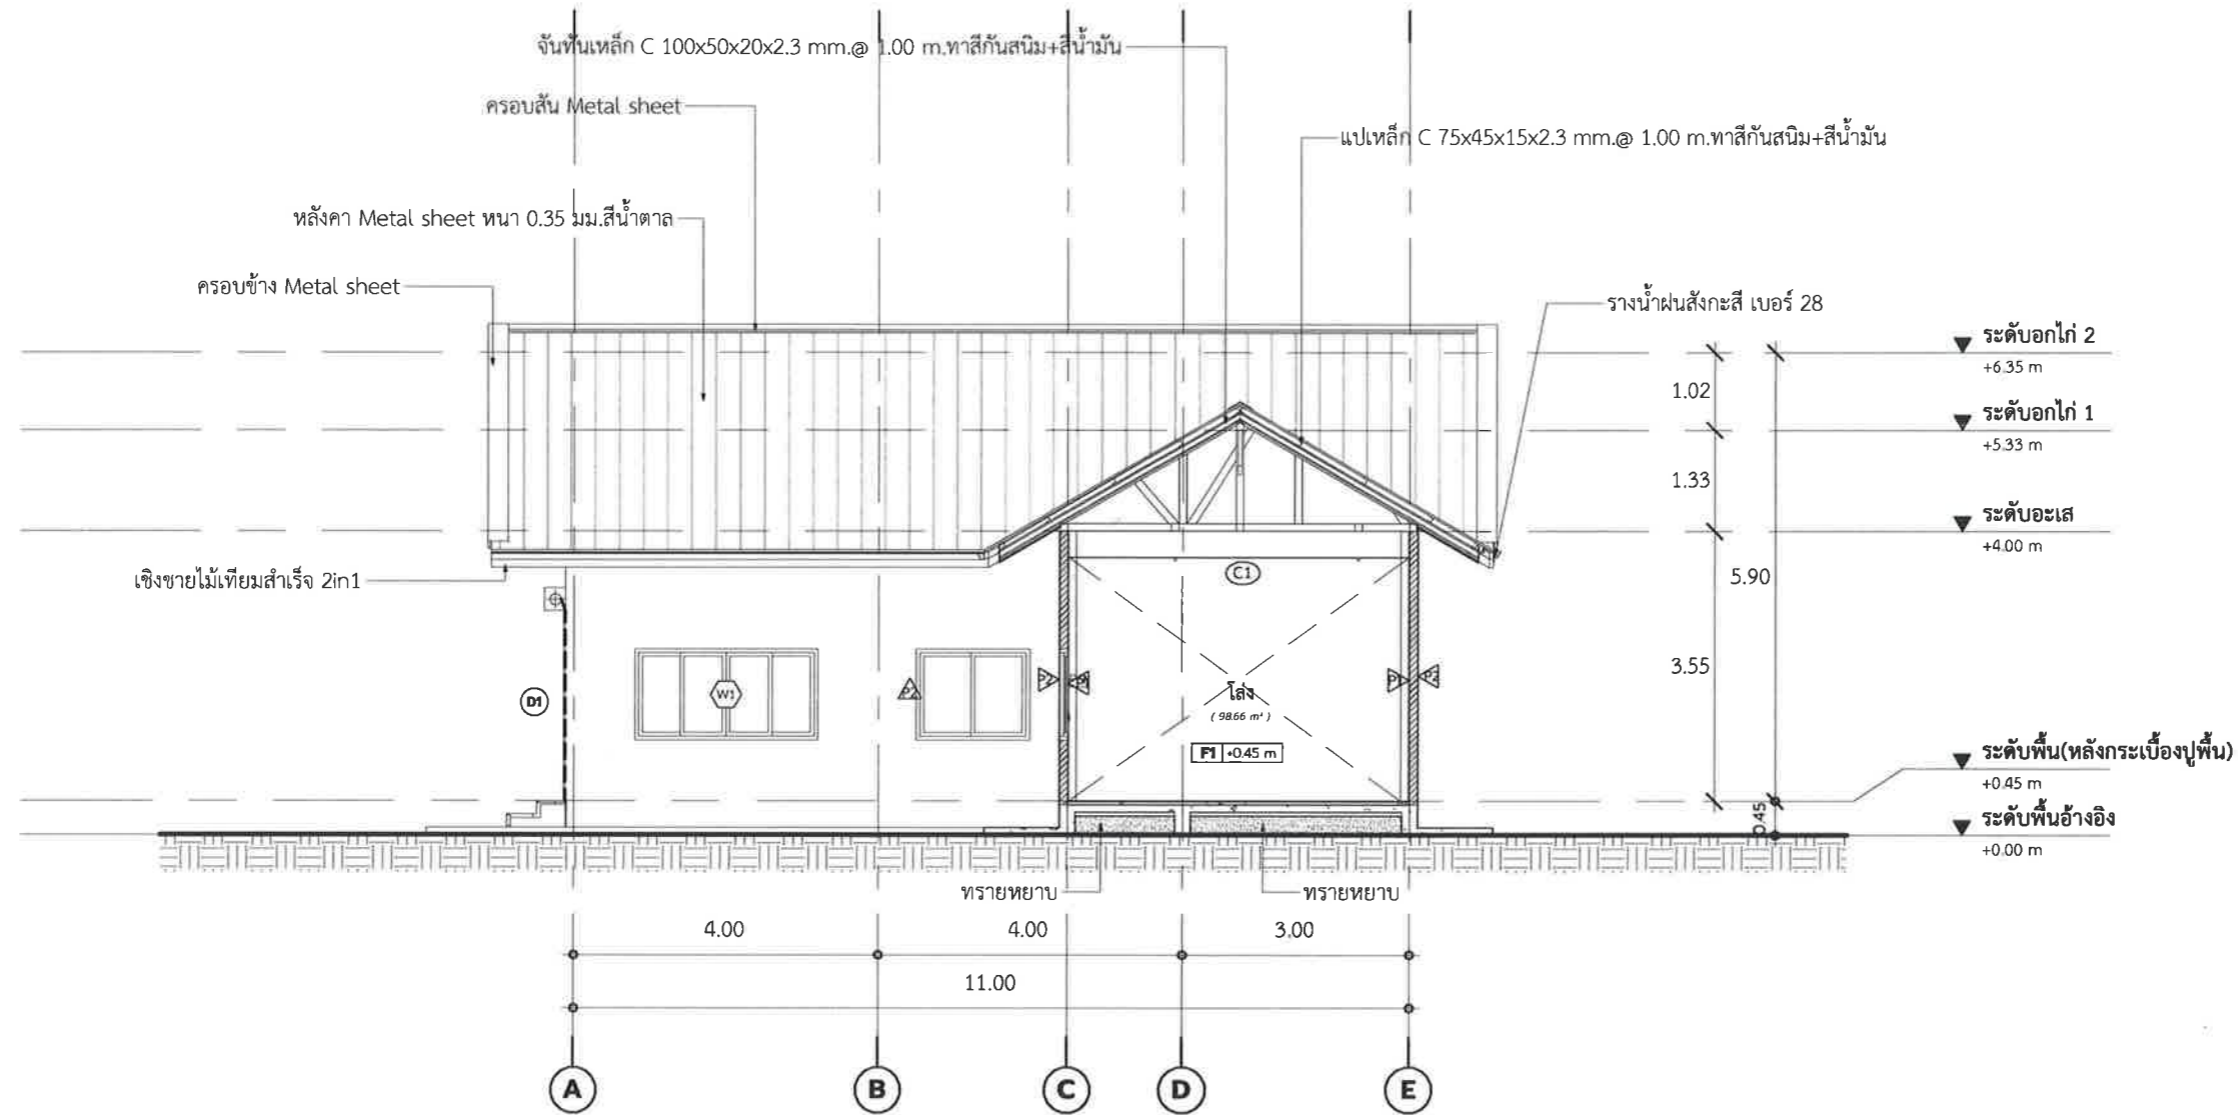 จันทันเหล็ก C 100x50x20x2.3 mm.@ 1.00 m.ทาสีกันสนิม+สีน้ำมัน
ครอบสัน Metal sheet
แปเหล็ก C 75x45x15x2.3 mm.@ 1.00 m.ทาสีกันสนิม+สีน้ำมัน
หลังคา Metal sheet หนา 0.35 มม.สีน้ำตาล
ครอบข้าง Metal sheet
รางน้ำฝนสังกะสี เบอร์ 28
ระดับอกไก่ 2
+6.35 m
1.02
ระดับอกไก่ 1
+5.33 m
1.33
ระดับอะเส
+4.00 m
เชิงชายไม้เทียมสำเร็จ 2in1
C1
5.90
3.55
D1
W1
P2
P2
P1
P2
โล่ง
( 98.66 m² )
F1 +0.45 m
ระดับพื้น(หลังกระเบื้องปูพื้น)
+0.45 m
0.45
ระดับพื้นอ้างอิง
+0.00 m
ทรายหยาบ
ทรายหยาบ
4.00
4.00
3.00
11.00
A
B
C
D
E